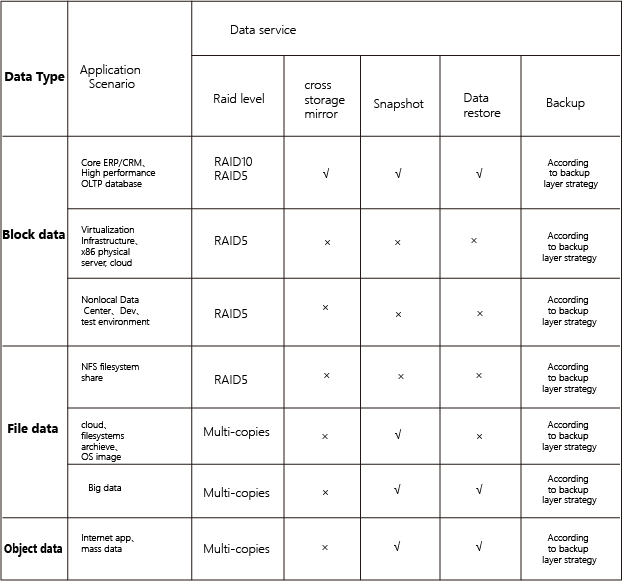 Data Type
Application
Scenario
Data service
Raid level
cross
storage
mirror
Snapshot
Data
restore
Backup
Block data
Core ERP/CRM、
High performance
OLTP database
RAID10
RAID5
√
√
√
According
to backup
layer strategy
Virtualization
Infrastructure、
x86 physical
server, cloud
RAID5
×
×
×
According
to backup
layer strategy
Nonlocal Data
Center、Dev、
test environment
RAID5
×
×
×
According
to backup
layer strategy
File data
NFS filesystem
share
RAID5
×
×
×
According
to backup
layer strategy
cloud、
filesystems
archieve、
OS image
Multi-copies
×
√
×
According
to backup
layer strategy
Big data
Multi-copies
×
√
√
According
to backup
layer strategy
Object data
Internet app、
mass data
Multi-copies
×
√
√
According
to backup
layer strategy